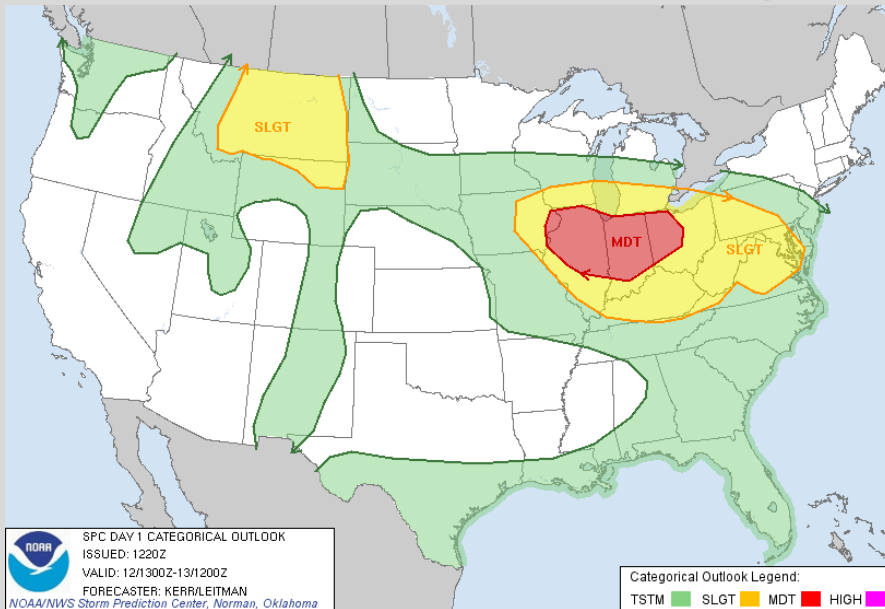 SLGT
MDT
SLGT
NOAA
SPC DAY 1 CATEGORICAL OUTLOOK
ISSUED: 1220Z
VALID: 12/1300Z-13/1200Z
FORECASTER: KERR/LEITMAN
NOAA/NWS Storm Prediction Center, Norman, Oklahoma
Categorical Outlook Legend:
TSTM SLGT MDT HIGH